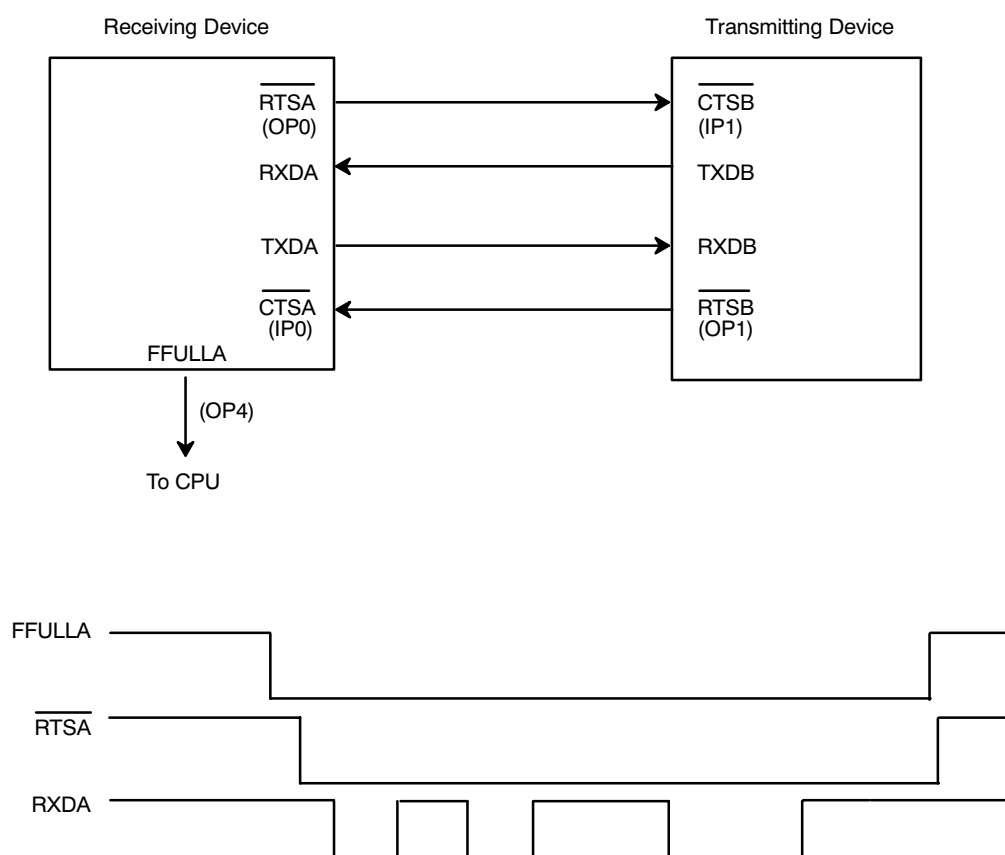 Receiving Device
Transmitting Device
RTSA
(OP0)
CTSB
(IP1)
RXDA
TXDB
TXDA
RXDB
CTSA
(IP0)
RTSB
(OP1)
FFULLA
(OP4)
To CPU
FFULLA
RTSA
RXDA